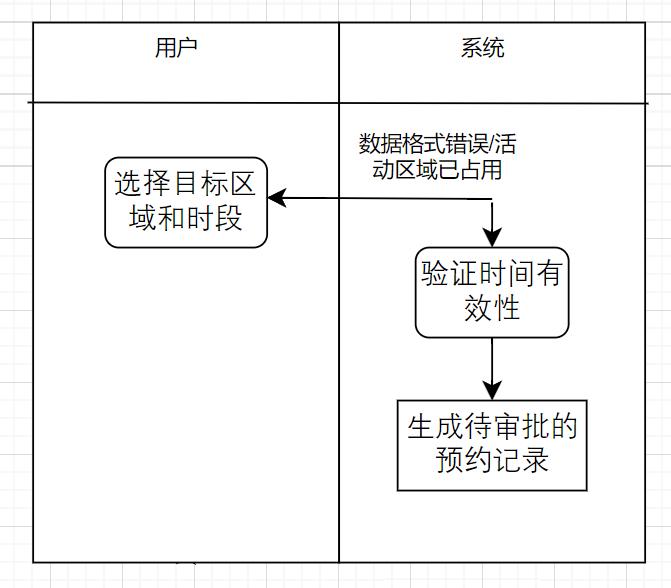 用户
系统
数据格式错误/活
动区域已占用
选择目标区
域和时段
验证时间有
效性
生成待审批的
预约记录